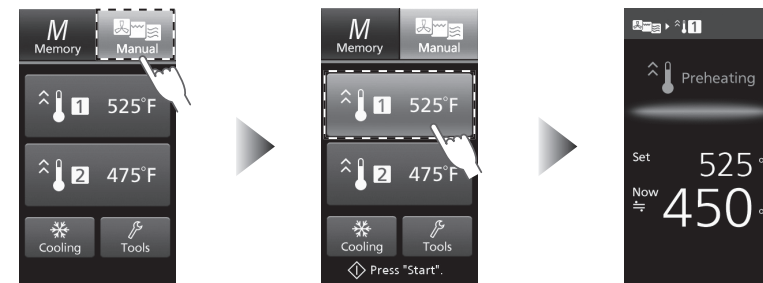 M Memory
Manual
1 525°F
2 475°F
Cooling
Tools
M Memory
Manual
1 525°F
2 475°F
Cooling
Tools
Press "Start".
1
Preheating
Set 525°
Now 450°